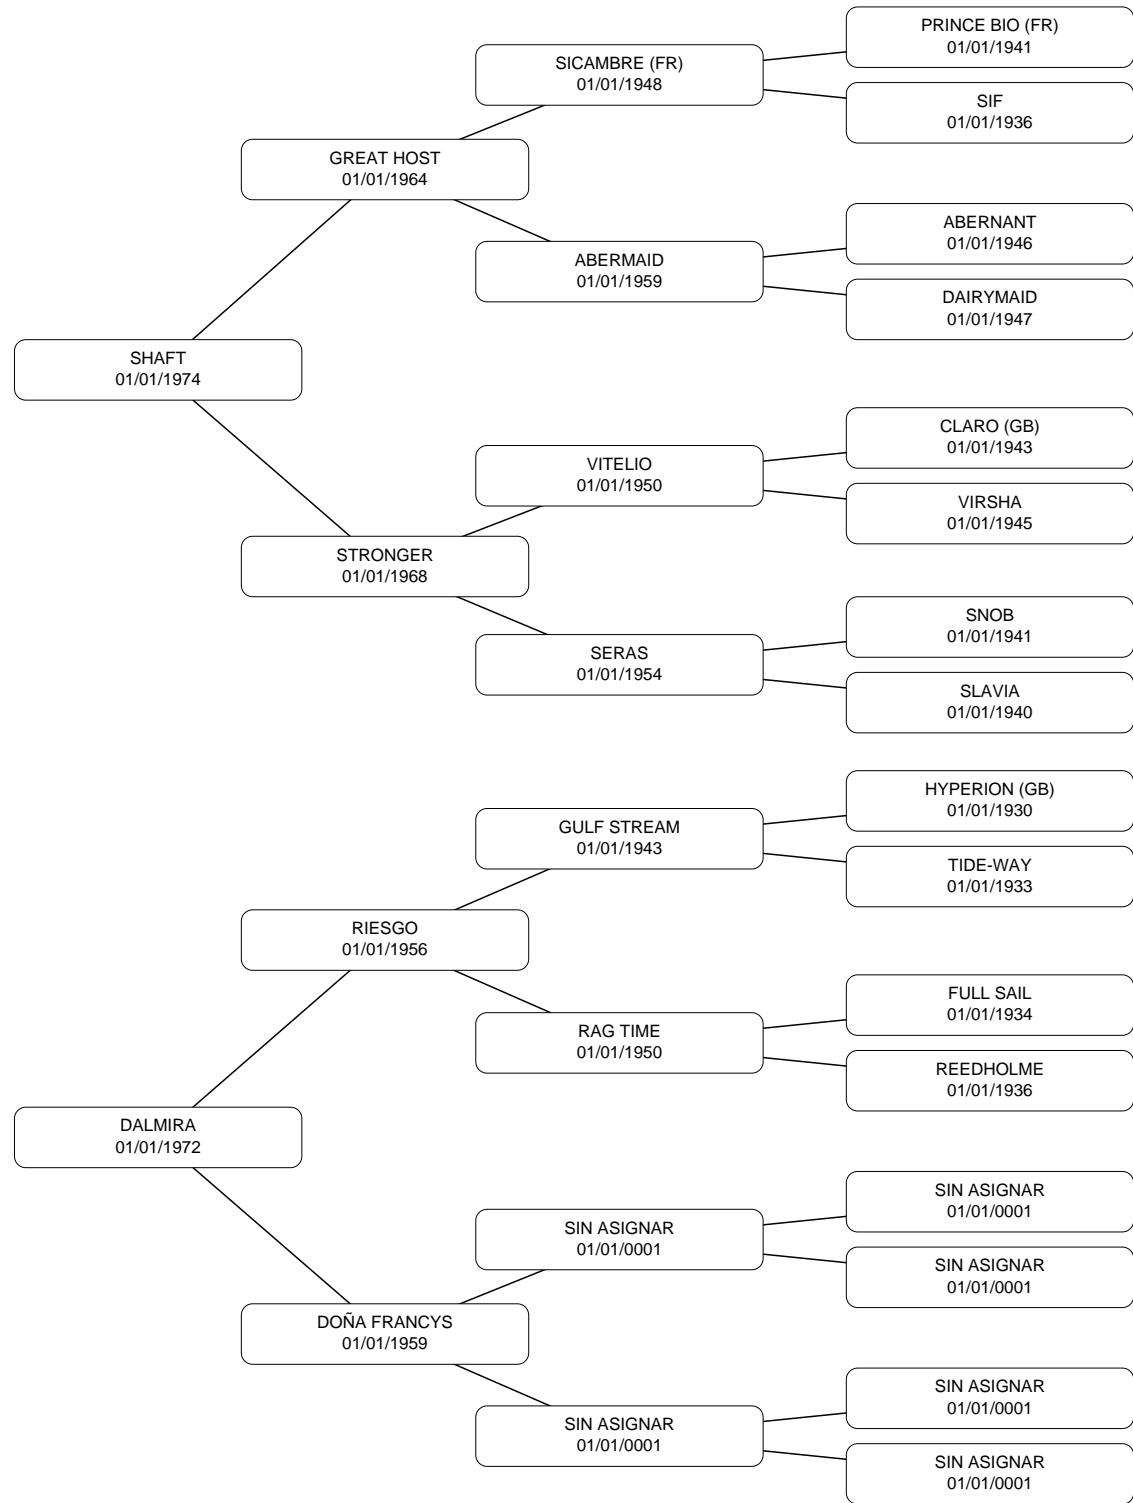 PRINCE BIO (FR)
01/01/1941
SICAMBRE (FR)
01/01/1948
SIF
01/01/1936
GREAT HOST
01/01/1964
ABERNANT
01/01/1946
ABERMAID
01/01/1959
DAIRYMAID
01/01/1947
SHAFT
01/01/1974
CLARO (GB)
01/01/1943
VITELIO
01/01/1950
VIRSHA
01/01/1945
STRONGER
01/01/1968
SNOB
01/01/1941
SERAS
01/01/1954
SLAVIA
01/01/1940
HYPERION (GB)
01/01/1930
GULF STREAM
01/01/1943
TIDE-WAY
01/01/1933
RIESGO
01/01/1956
FULL SAIL
01/01/1934
RAG TIME
01/01/1950
REEDHOLME
01/01/1936
DALMIRA
01/01/1972
SIN ASIGNAR
01/01/0001
SIN ASIGNAR
01/01/0001
SIN ASIGNAR
01/01/0001
DOÑA FRANCYS
01/01/1959
SIN ASIGNAR
01/01/0001
SIN ASIGNAR
01/01/0001
SIN ASIGNAR
01/01/0001